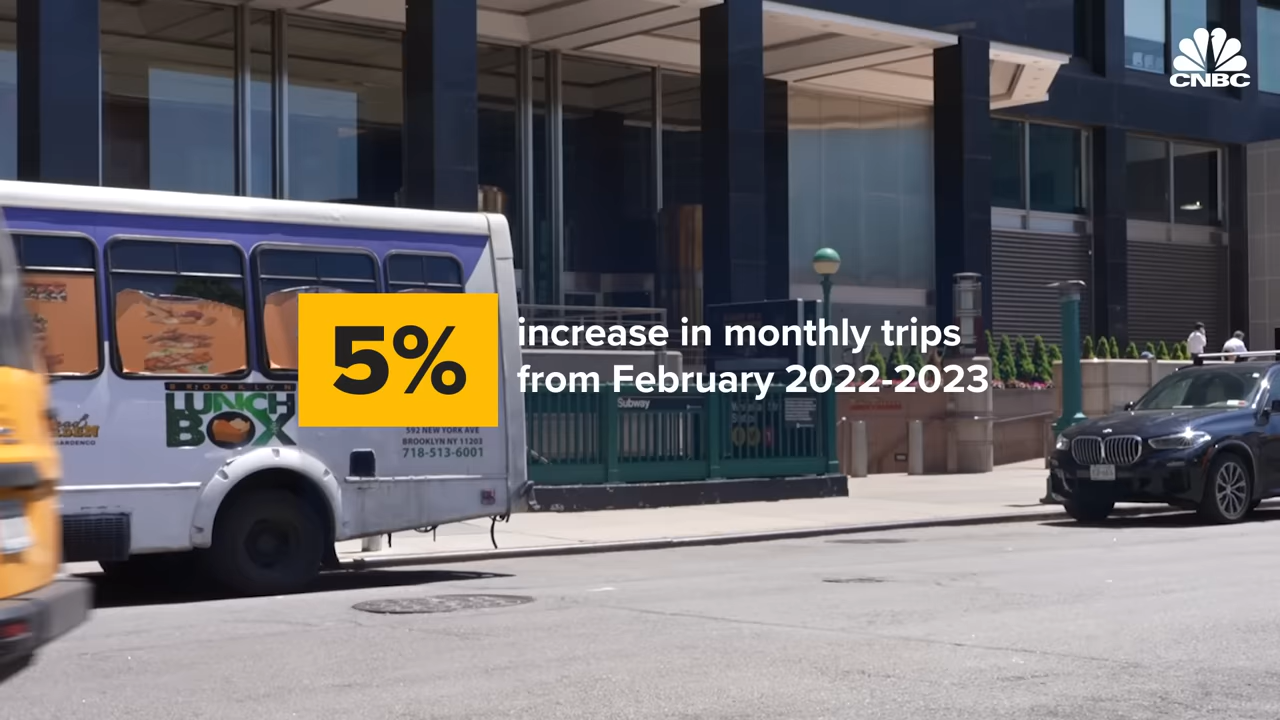 CNBC
5%
increase in monthly trips
from February 2022-2023
BROOKLYN
LUNCH
BOX
592 NEW YORK AVE
BROOKLYN NY 11203
718-513-6001
Subway